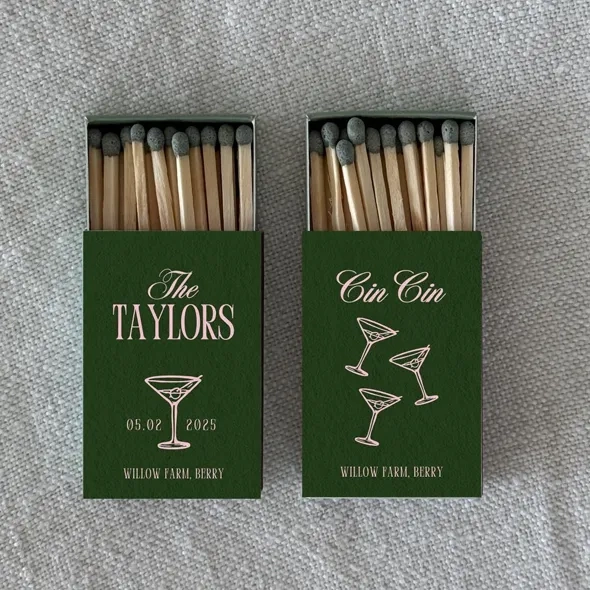 The
TAYLORS
05.02 2025
WILLOW FARM, BERRY
Cin Cin
WILLOW FARM, BERRY